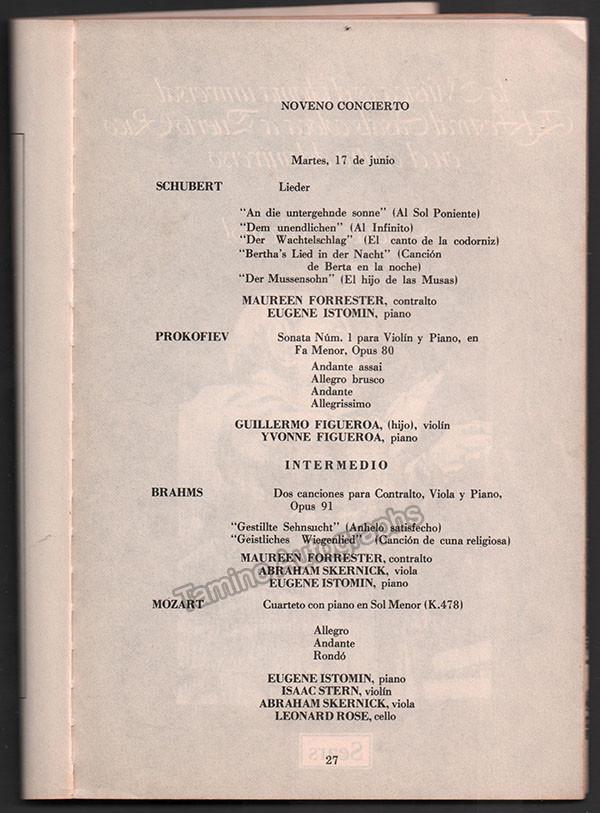 NOVENO CONCIERTO
Martes, 17 de junio
SCHUBERT Lieder
"An die untergehnde sonne" (Al Sol Poniente)
"Dem unendlichen" (Al Infinito)
"Der Wachtelschlag" (El canto de la codorniz)
"Bertha's Lied in der Nacht" (Canción
de Berta en la noche)
"Der Mussensohn" (El hijo de las Musas)
MAUREEN FORRESTER, contralto
EUGENE ISTOMIN, piano
PROKOFIEV Sonata Núm. 1 para Violín y Piano, en
Fa Menor, Opus 80
Andante assai
Allegro brusco
Andante
Allegrissimo
GUILLERMO FIGUEROA, (hijo), violín
YVONNE FIGUEROA, piano
INTERMEDIO
BRAHMS Dos canciones para Contralto, Viola y Piano,
Opus 91
"Gestillte Sehnsucht" (Anhelo satisfecho)
"Geistliches Wiegenlied" (Canción de cuna religiosa)
MAUREEN FORRESTER, contralto
ABRAHAM SKERNICK, viola
EUGENE ISTOMIN, piano
Tamino Autographs
MOZART Cuarteto con piano en Sol Menor (K.478)
Allegro
Andante
Rondó
EUGENE ISTOMIN, piano
ISAAC STERN, violín
ABRAHAM SKERNICK, viola
LEONARD ROSE, cello
Sears
27